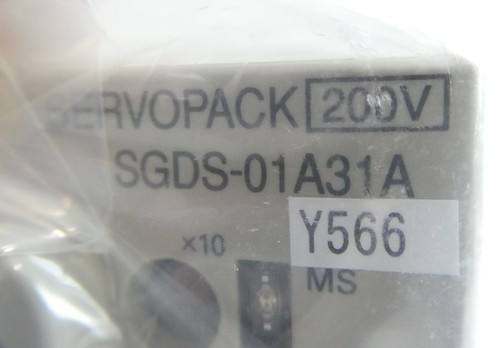 SERVOPACK 200V
SGDS-01A31A
Y566
×10
MS